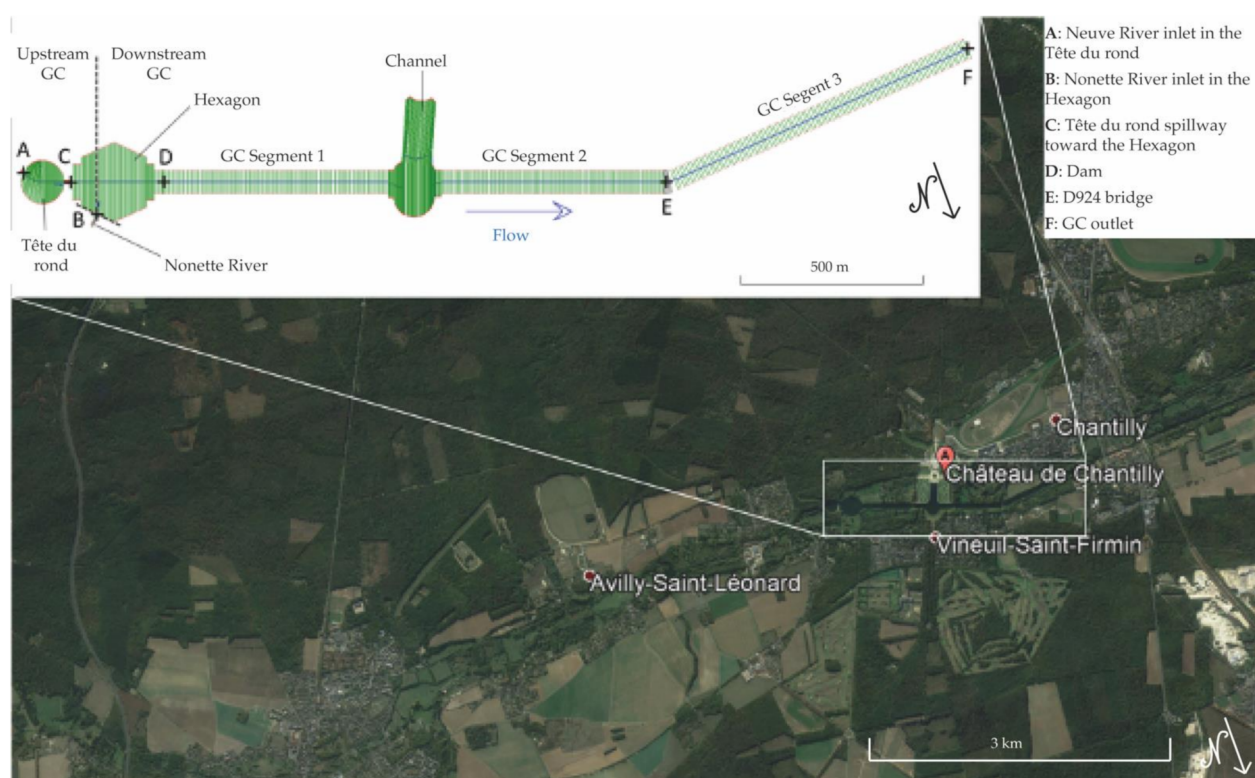 Upstream
GC
Downstream
GC
Hexagon
Channel
A
C
D
B
GC Segment 1
GC Segment 2
E
GC Segent 3
F
Tête du
rond
Nonette River
Flow
500 m
N
A: Neuve River inlet in the
Tête du rond
B: Nonette River inlet in the
Hexagon
C: Tête du rond spillway
toward the Hexagon
D: Dam
E: D924 bridge
F: GC outlet
Chantilly
A
Château de Chantilly
Vineuil-Saint-Firmin
Avilly-Saint-Léonard
3 km
N